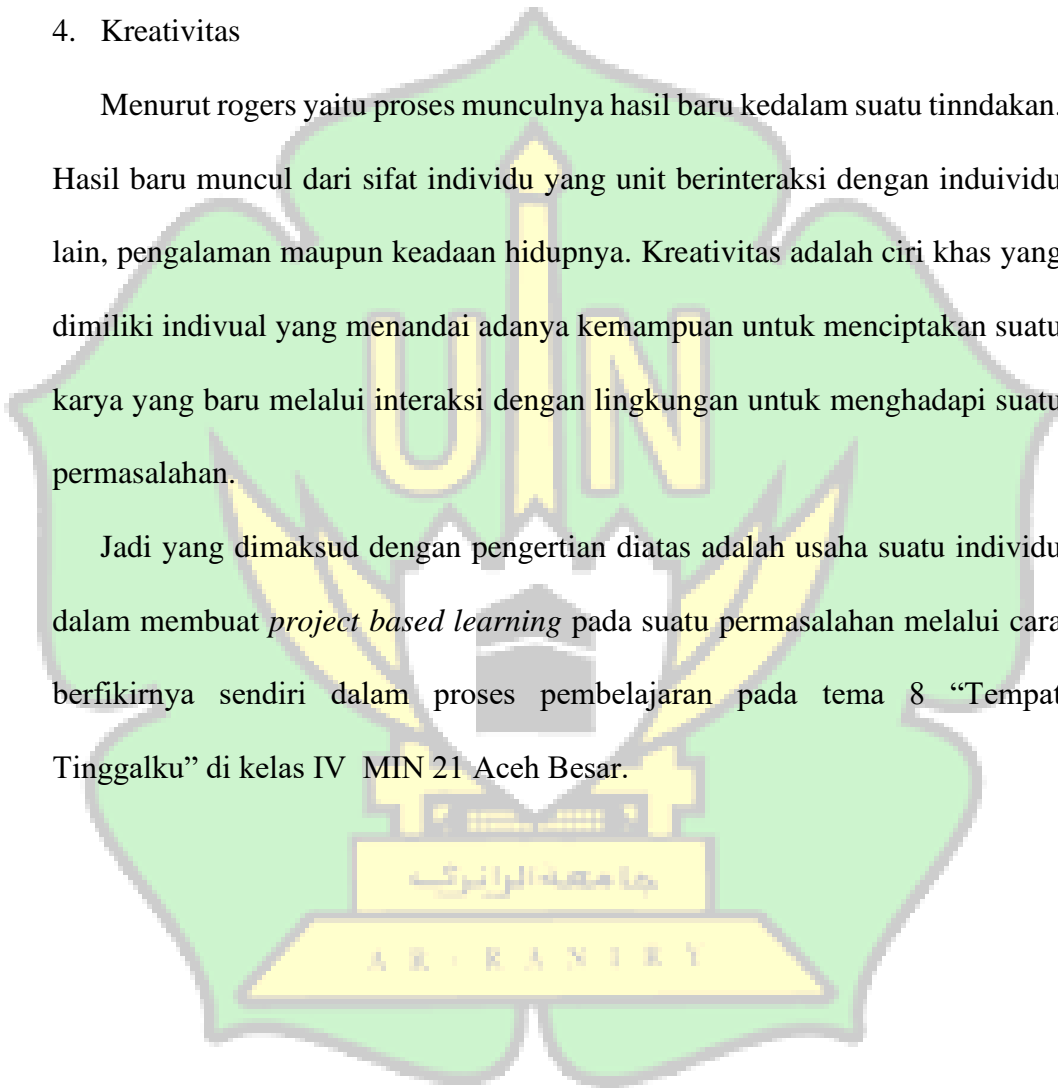 4. Kreativitas
Menurut rogers yaitu proses munculnya hasil baru kedalam suatu tinndakan.
Hasil baru muncul dari sifat individu yang unit berinteraksi dengan induividu
lain, pengalaman maupun keadaan hidupnya. Kreativitas adalah ciri khas yang
dimiliki indivual yang menandai adanya kemampuan untuk menciptakan suatu
karya yang baru melalui interaksi dengan lingkungan untuk menghadapi suatu
permasalahan.
Jadi yang dimaksud dengan pengertian diatas adalah usaha suatu individu
dalam membuat project based learning pada suatu permasalahan melalui cara
berfikirnya sendiri dalam proses pembelajaran pada tema 8 “Tempat
Tinggalku” di kelas IV MIN 21 Aceh Besar.
UIN
جامعة الرانري
AR - RANIRY